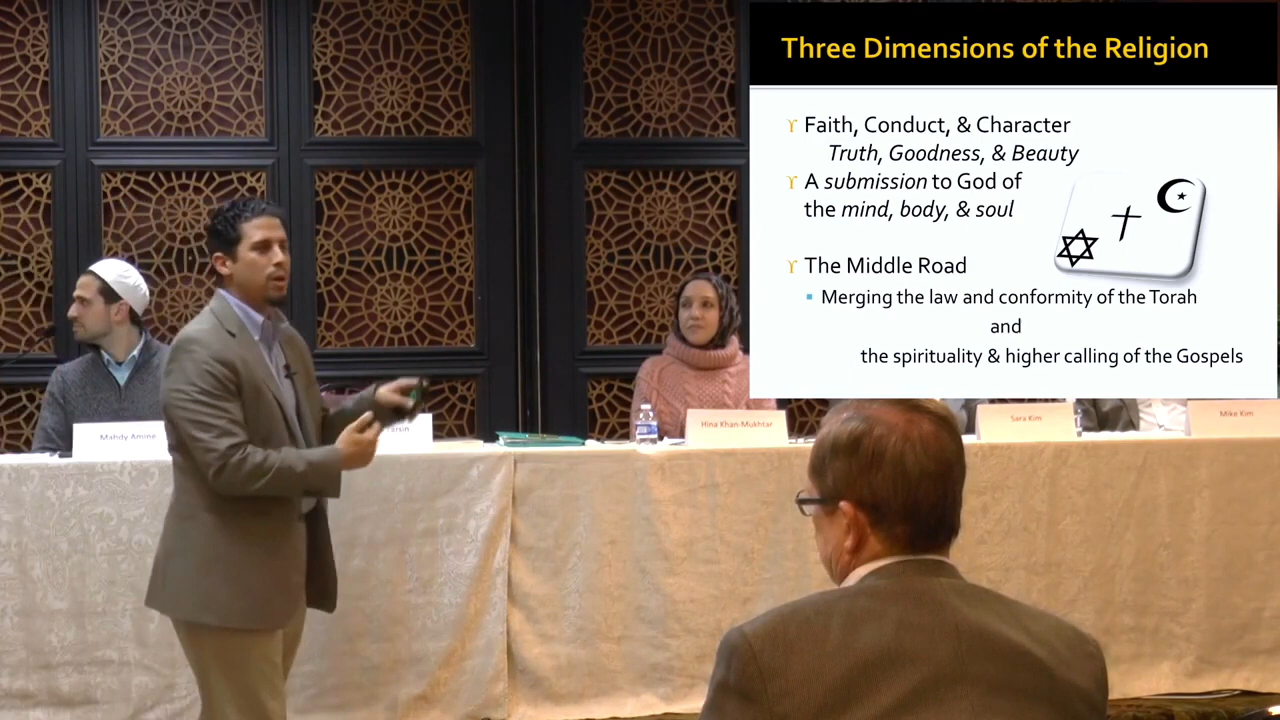 Three Dimensions of the Religion
Faith, Conduct, & Character
Truth, Goodness, & Beauty
A submission to God of
the mind, body, & soul
The Middle Road
Merging the law and conformity of the Torah
and
the spirituality & higher calling of the Gospels
Mahdy Amine
Hina Khan-Mukhtar
Sara Kim
Mike Kim